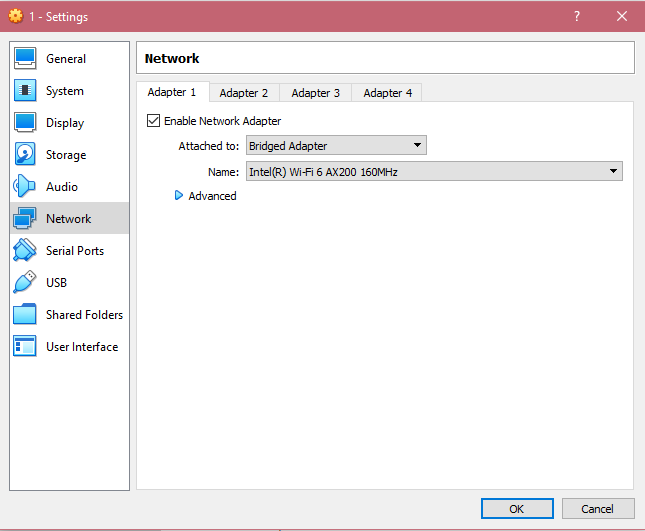 1 - Settings
?
General
System
Display
Storage
Audio
Network
Serial Ports
USB
Shared Folders
User Interface
Network
Adapter 1 Adapter 2 Adapter 3 Adapter 4
Enable Network Adapter
Attached to: Bridged Adapter
Name: Intel(R) Wi-Fi 6 AX200 160MHz
Advanced
OK Cancel